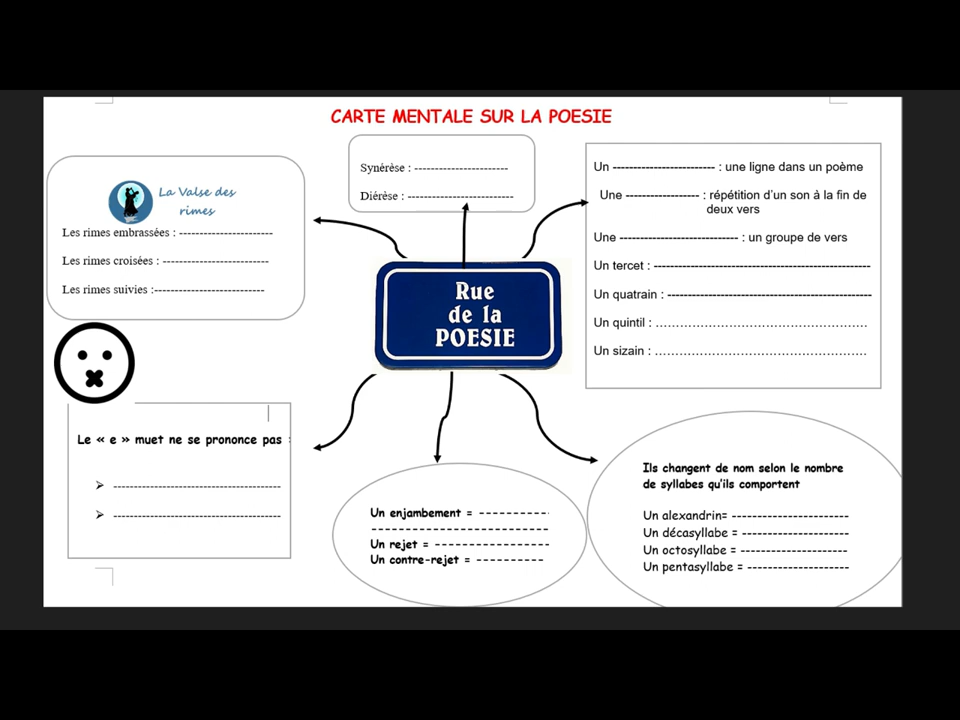 CARTE MENTALE SUR LA POESIE
La Valse des
rimes
Les rimes embrassées : -----------------------
Les rimes croisées : --------------------------
Les rimes suivies :---------------------------
Synérèse : -----------------------
Diérèse : --------------------------
Un ------------------------- : une ligne dans un poème
Une ------------------ : répétition d'un son à la fin de
deux vers
Une ----------------------------- : un groupe de vers
Un tercet : -----------------------------------------------------
Un quatrain : --------------------------------------------------
Un quintil : ………………………………………………….
Un sizain : ………………………………………………….
Rue
de la
POESIE
Le « e » muet ne se prononce pas :
➢ -----------------------------------------
➢ -----------------------------------------
Un enjambement = ----------
--------------------------
Un rejet = -----------------
Un contre-rejet = ----------
Ils changent de nom selon le nombre
de syllabes qu'ils comportent
Un alexandrin= --------------------
Un décasyllabe = ------------------
Un octosyllabe = ------------------
Un pentasyllabe = -----------------